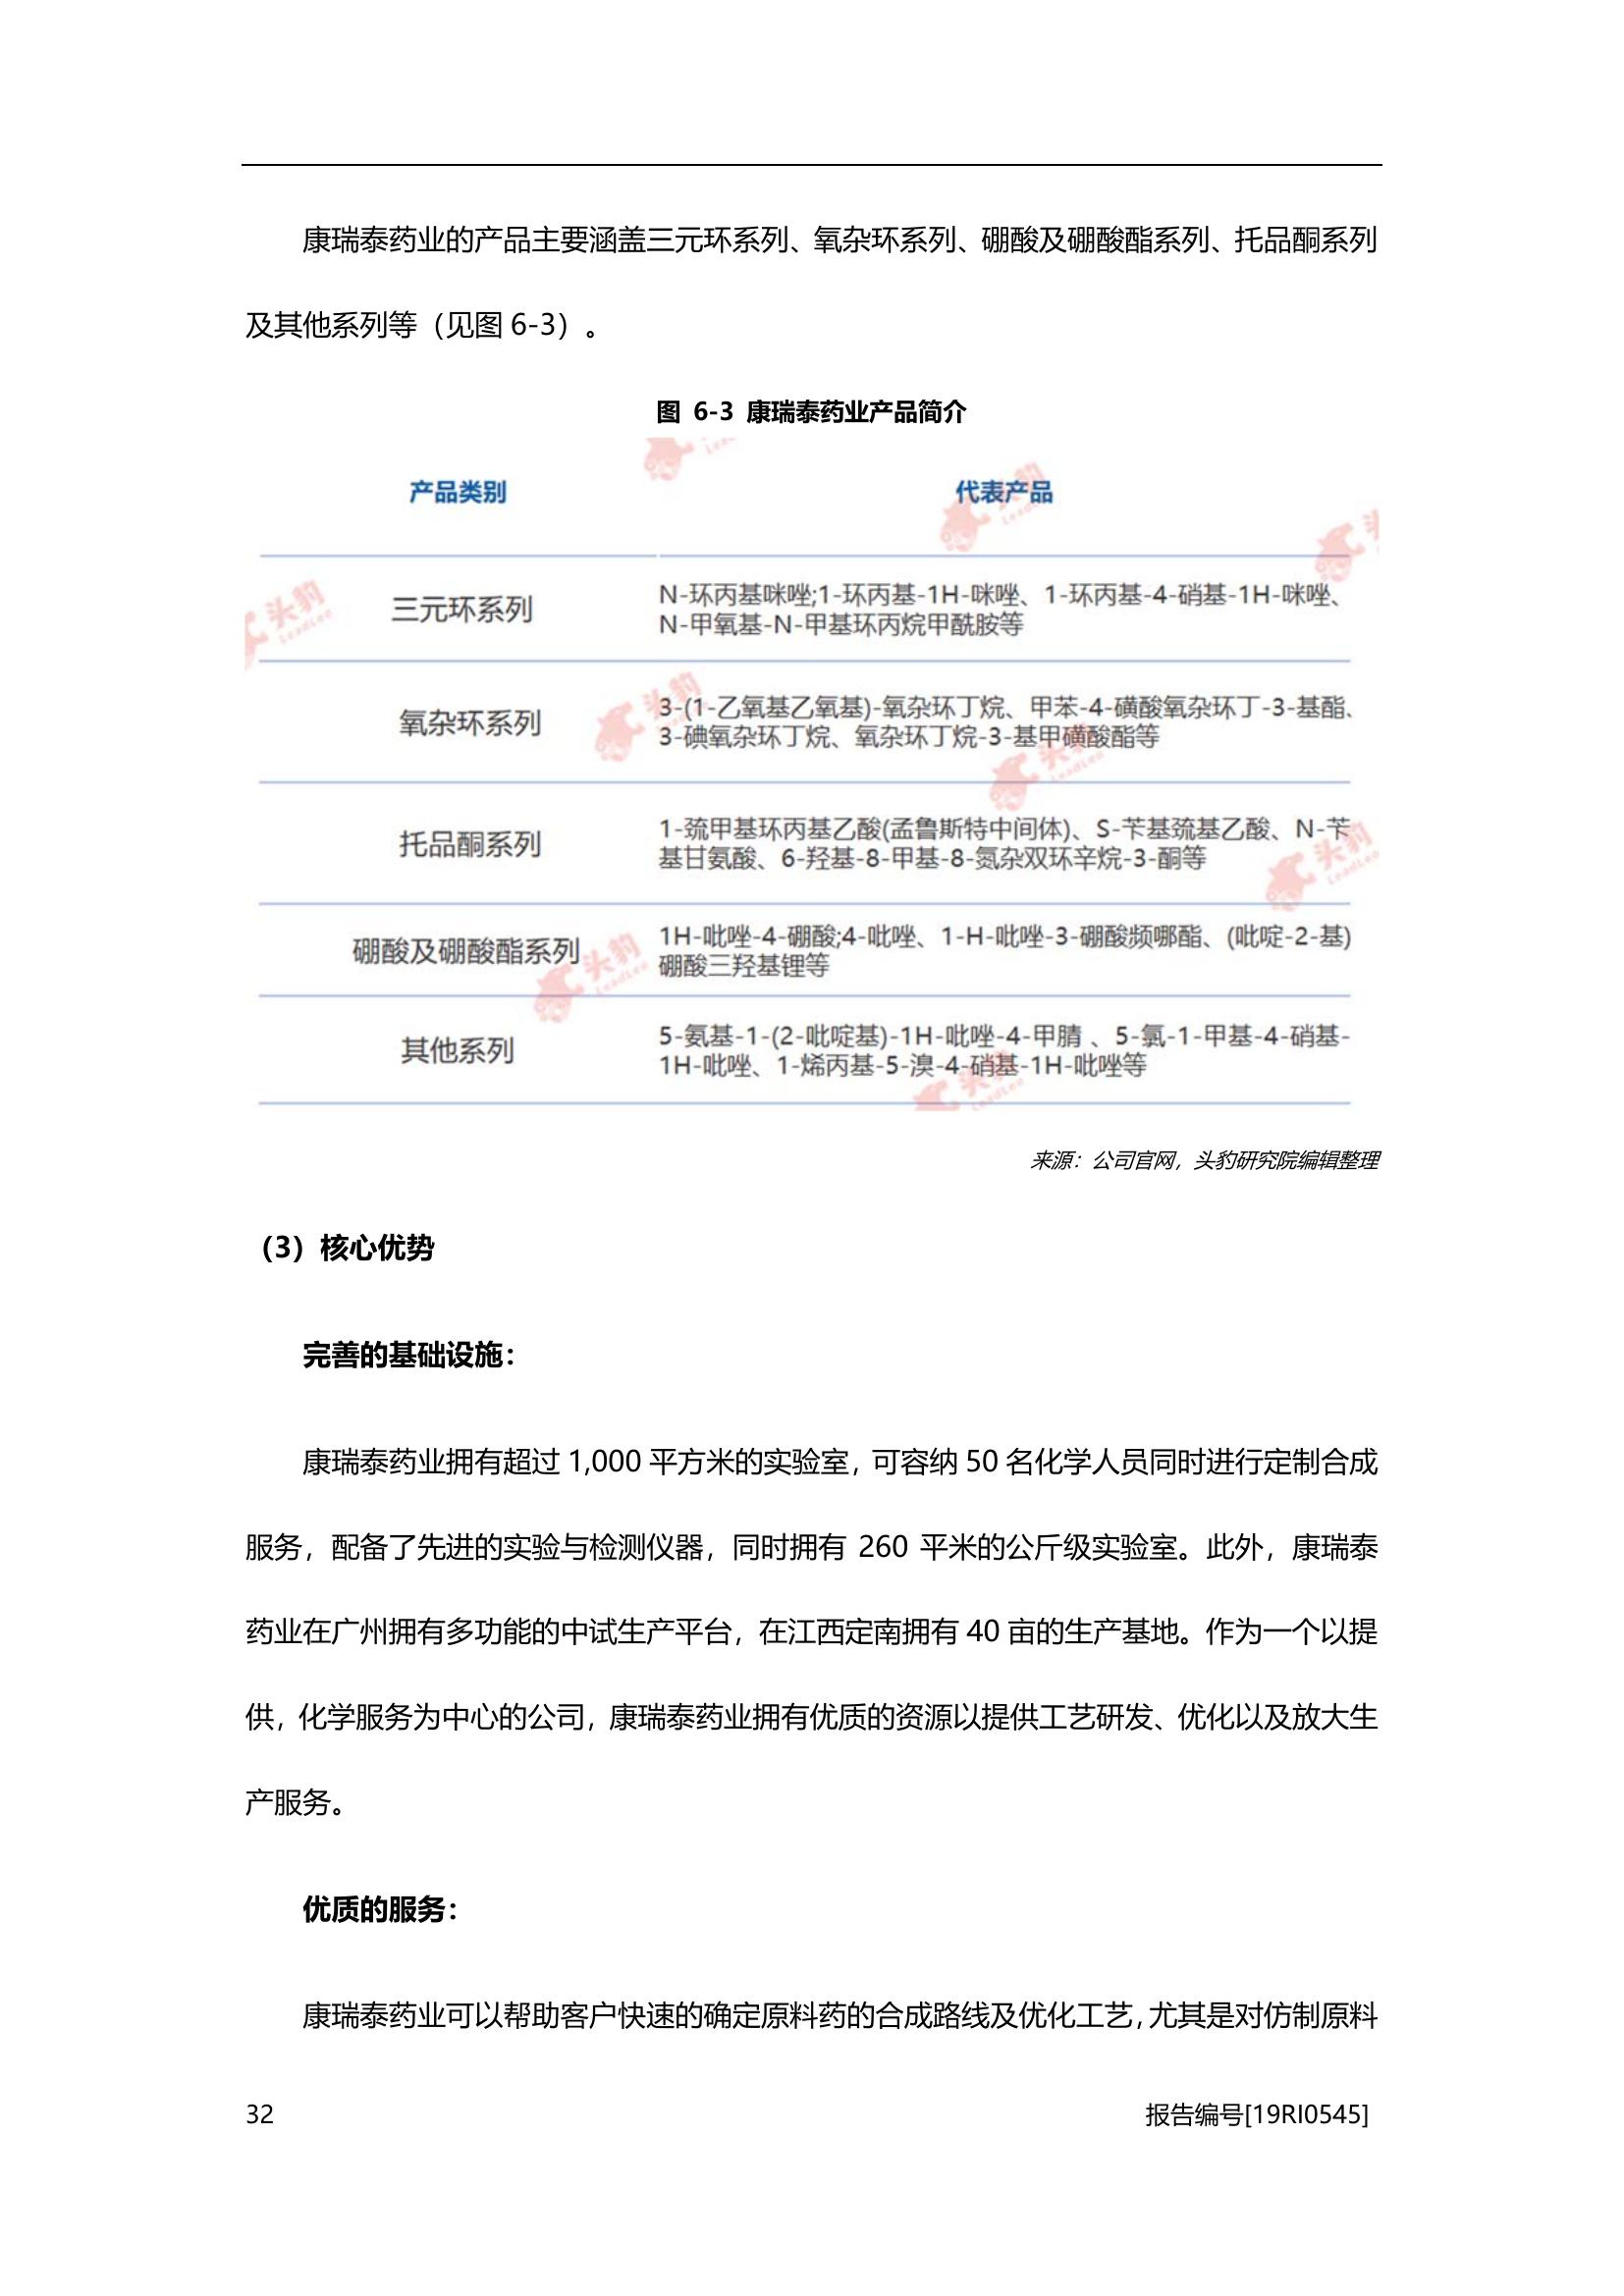 康瑞泰药业的产品主要涵盖三元环系列、氧杂环系列、硼酸及硼酸酯系列、托品酮系列
及其他系列等（见图 6-3）。
图 6-3 康瑞泰药业产品简介
产品类别 代表产品
三元环系列
N-环丙基咪唑;1-环丙基-1H-咪唑、1-环丙基-4-硝基-1H-咪唑、
N-甲氧基-N-甲基环丙烷甲酰胺等
氧杂环系列
3-(1-乙氧基乙氧基)-氧杂环丁烷、甲苯-4-磺酸氧杂环丁-3-基酯、
3-碘氧杂环丁烷、氧杂环丁烷-3-基甲磺酸酯等
托品酮系列
1-巯甲基环丙基乙酸(孟鲁斯特中间体)、S-苄基巯基乙酸、N-苄
基甘氨酸、6-羟基-8-甲基-8-氮杂双环辛烷-3-酮等
硼酸及硼酸酯系列
1H-吡唑-4-硼酸;4-吡唑、1-H-吡唑-3-硼酸频哪酯、(吡啶-2-基)
硼酸三羟基锂等
其他系列
5-氨基-1-(2-吡啶基)-1H-吡唑-4-甲腈 、5-氯-1-甲基-4-硝基-
1H-吡唑、1-烯丙基-5-溴-4-硝基-1H-吡唑等
头豹
LeadLeo
来源：公司官网，头豹研究院编辑整理
（3）核心优势
完善的基础设施：
康瑞泰药业拥有超过 1,000 平方米的实验室，可容纳 50 名化学人员同时进行定制合成
服务，配备了先进的实验与检测仪器，同时拥有 260 平米的公斤级实验室。此外，康瑞泰
药业在广州拥有多功能的中试生产平台，在江西定南拥有 40 亩的生产基地。作为一个以提
供，化学服务为中心的公司，康瑞泰药业拥有优质的资源以提供工艺研发、优化以及放大生
产服务。
优质的服务：
康瑞泰药业可以帮助客户快速的确定原料药的合成路线及优化工艺，尤其是对仿制原料
32 报告编号[19RI0545]